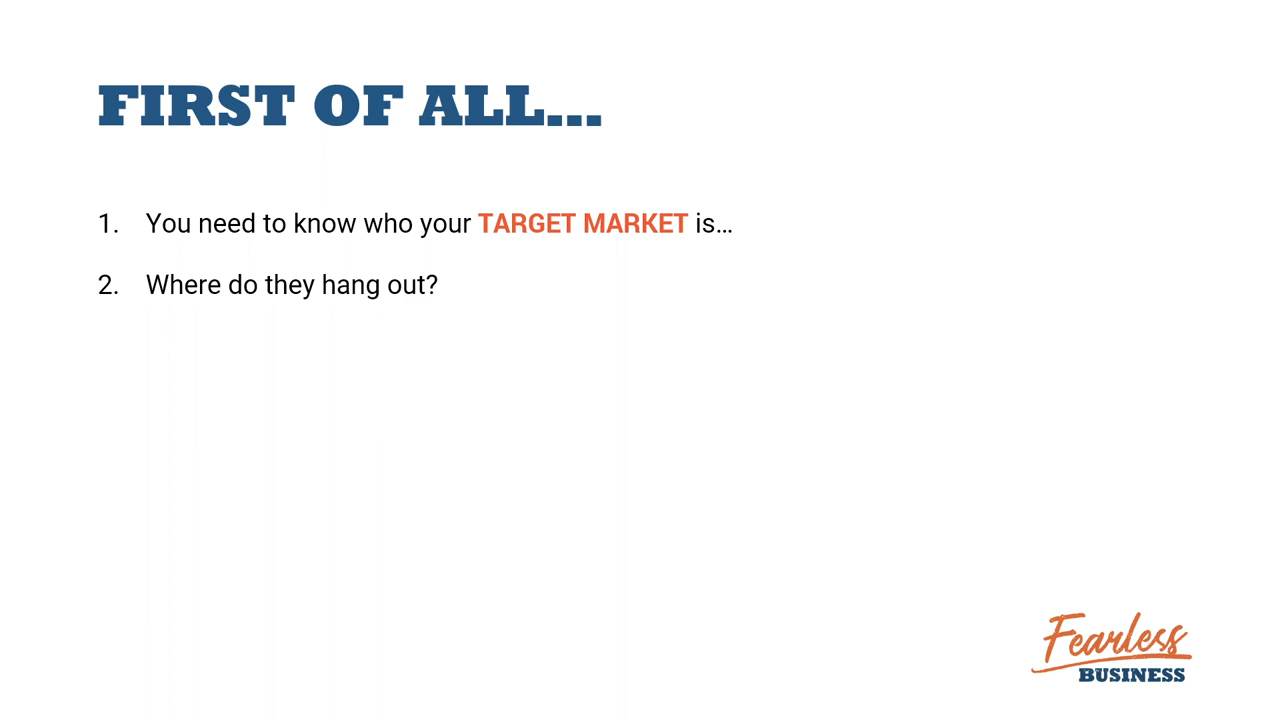 FIRST OF ALL...
1. You need to know who your TARGET MARKET is...
2. Where do they hang out?
Fearless
BUSINESS